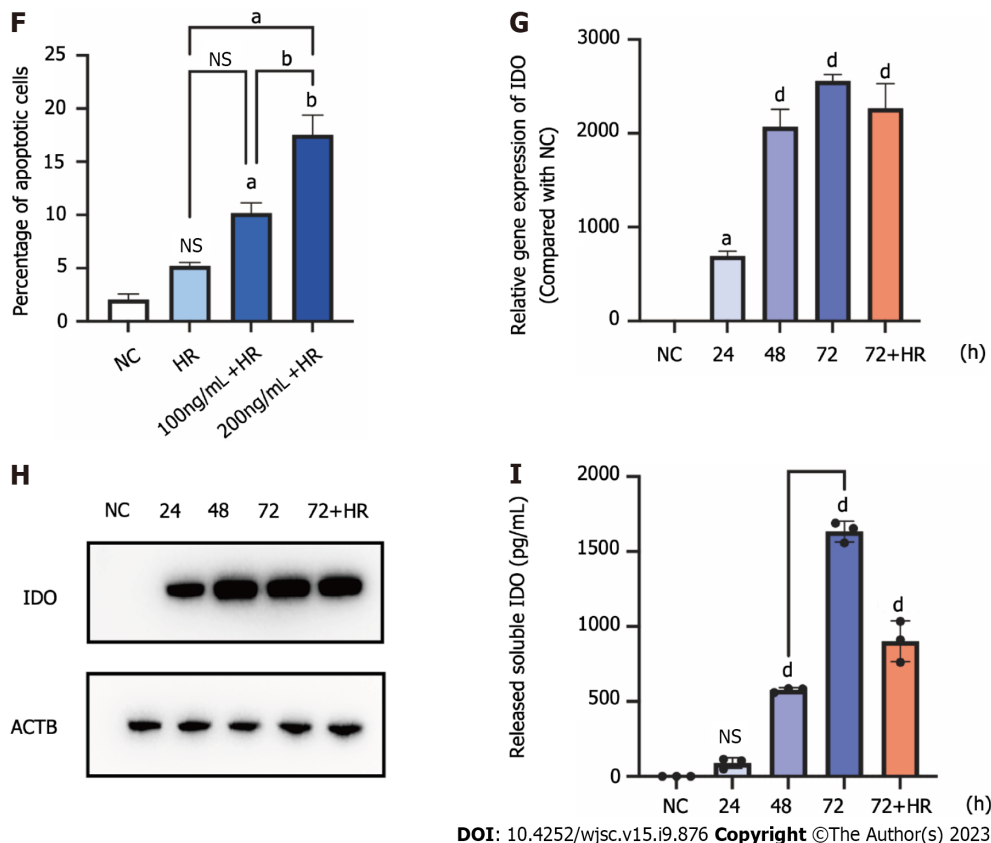 F
a
NS
b
b
a
NS
Percentage of apoptotic cells
25
20
15
10
5
0
NC
HR
100ng/mL +HR
200ng/mL +HR
G
Relative gene expression of IDO
(Compared with NC)
3000
2000
1000
0
a
d
d
d
NC 24 48 72 72+HR (h)
H
NC 24 48 72 72+HR
IDO
ACTB
I
Released soluble IDO (pg/mL)
2000
1500
1000
500
0
NS
d
d
d
NC 24 48 72 72+HR (h)
DOI: 10.4252/wjsc.v15.i9.876 Copyright ©The Author(s) 2023